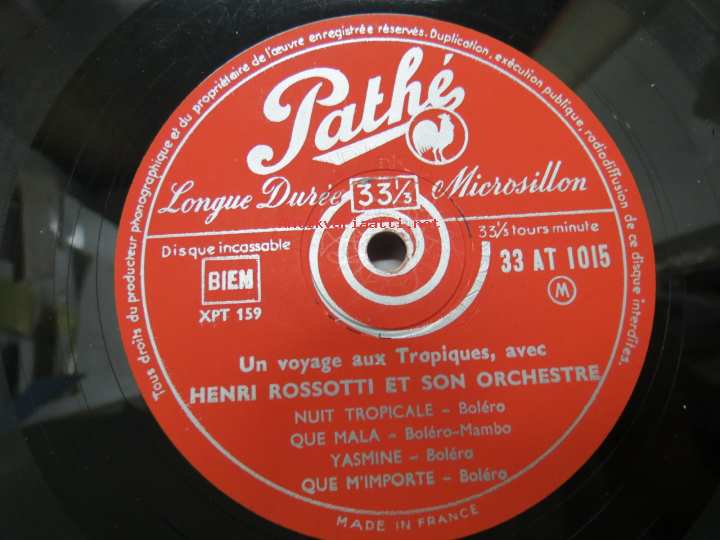 Tous droits du producteur phonographique et du propriétaire de l'œuvre enregistrée réservés. Duplication, exécution publique, radiodiffusion de ce disque interdites.
Pathé
Longue Durée 33⅓ Microsillon
muskvariaatti.net
Disque incassable
33⅓ tours minute
BIEM
33 AT 1015
XPT 159
M
Un voyage aux Tropiques, avec
HENRI ROSSOTTI ET SON ORCHESTRE
NUIT TROPICALE - Boléro
QUE MALA - Boléro-Mambo
YASMINE - Boléro
QUE M'IMPORTE - Boléro
MADE IN FRANCE